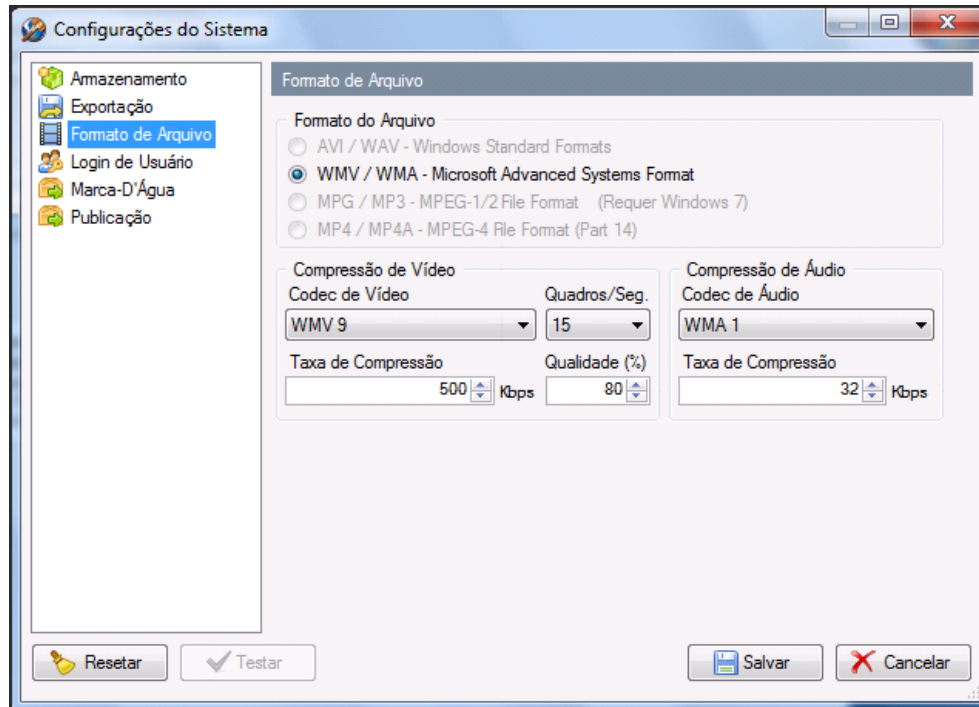 Configurações do Sistema
Armazenamento
Exportação
Formato de Arquivo
Login de Usuário
Marca-D'Água
Publicação
Formato de Arquivo
Formato do Arquivo
AVI / WAV - Windows Standard Formats
WMV / WMA - Microsoft Advanced Systems Format
MPG / MP3 - MPEG-1/2 File Format (Requer Windows 7)
MP4 / MP4A - MPEG-4 File Format (Part 14)
Compressão de Vídeo
Codec de Vídeo Quadros/Seg.
WMV 9 15
Taxa de Compressão Qualidade (%)
500 Kbps 80
Compressão de Áudio
Codec de Áudio
WMA 1
Taxa de Compressão
32 Kbps
Resetar Testar Salvar Cancelar